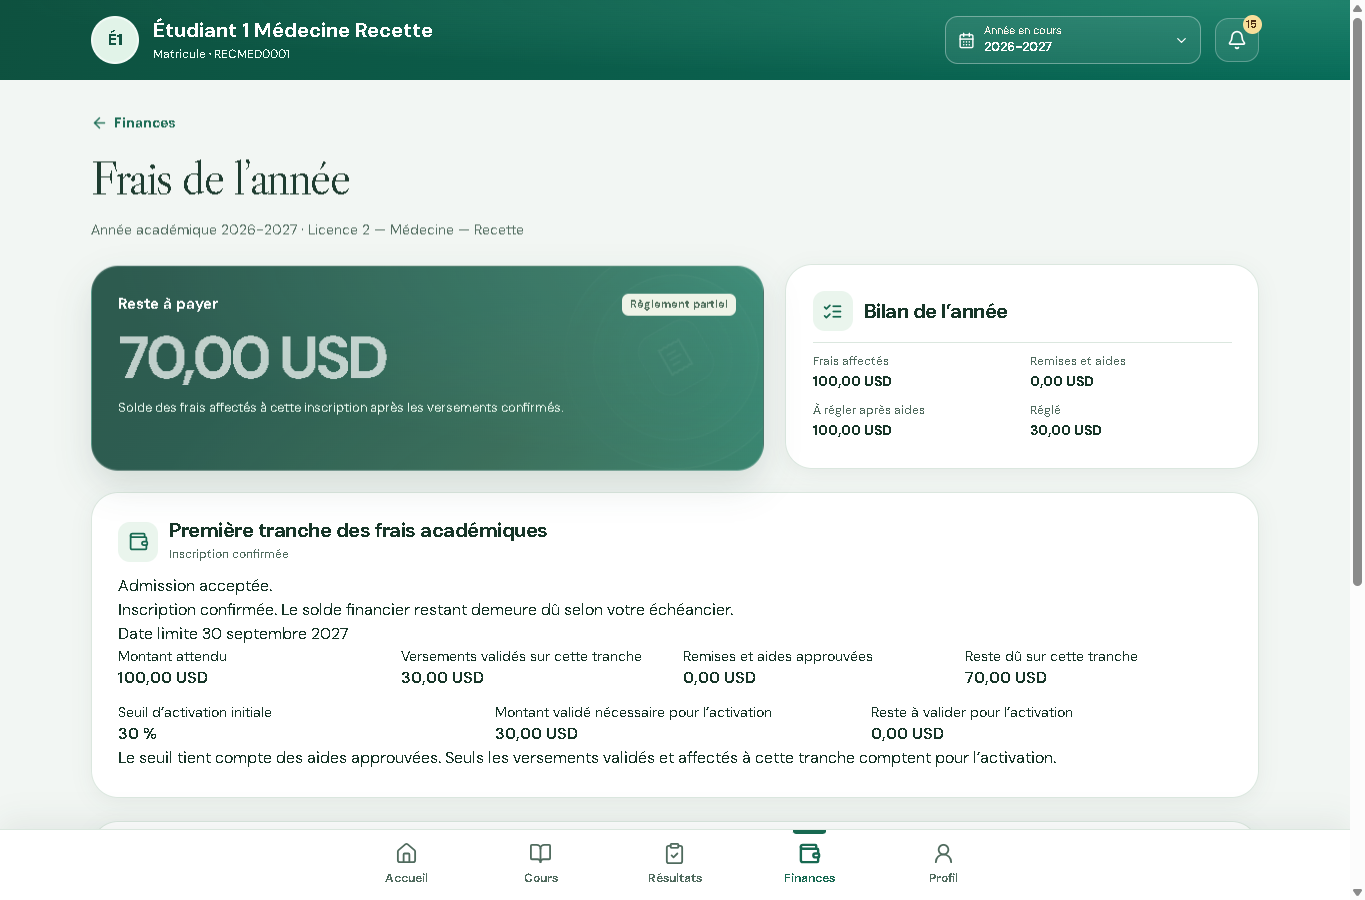 É1
Étudiant 1 Médecine Recette
Matricule · RECMED0001
Année en cours
2026-2027
15
Finances
Frais de l’année
Année académique 2026-2027 · Licence 2 — Médecine — Recette
Reste à payer
Règlement partiel
70,00 USD
Solde des frais affectés à cette inscription après les versements confirmés.
Bilan de l’année
Frais affectés
100,00 USD
Remises et aides
0,00 USD
À régler après aides
100,00 USD
Réglé
30,00 USD
Première tranche des frais académiques
Inscription confirmée
Admission acceptée.
Inscription confirmée. Le solde financier restant demeure dû selon votre échéancier.
Date limite 30 septembre 2027
Montant attendu
100,00 USD
Versements validés sur cette tranche
30,00 USD
Remises et aides approuvées
0,00 USD
Reste dû sur cette tranche
70,00 USD
Seuil d’activation initiale
30 %
Montant validé nécessaire pour l’activation
30,00 USD
Reste à valider pour l’activation
0,00 USD
Le seuil tient compte des aides approuvées. Seuls les versements validés et affectés à cette tranche comptent pour l’activation.
Accueil
Cours
Résultats
Finances
Profil